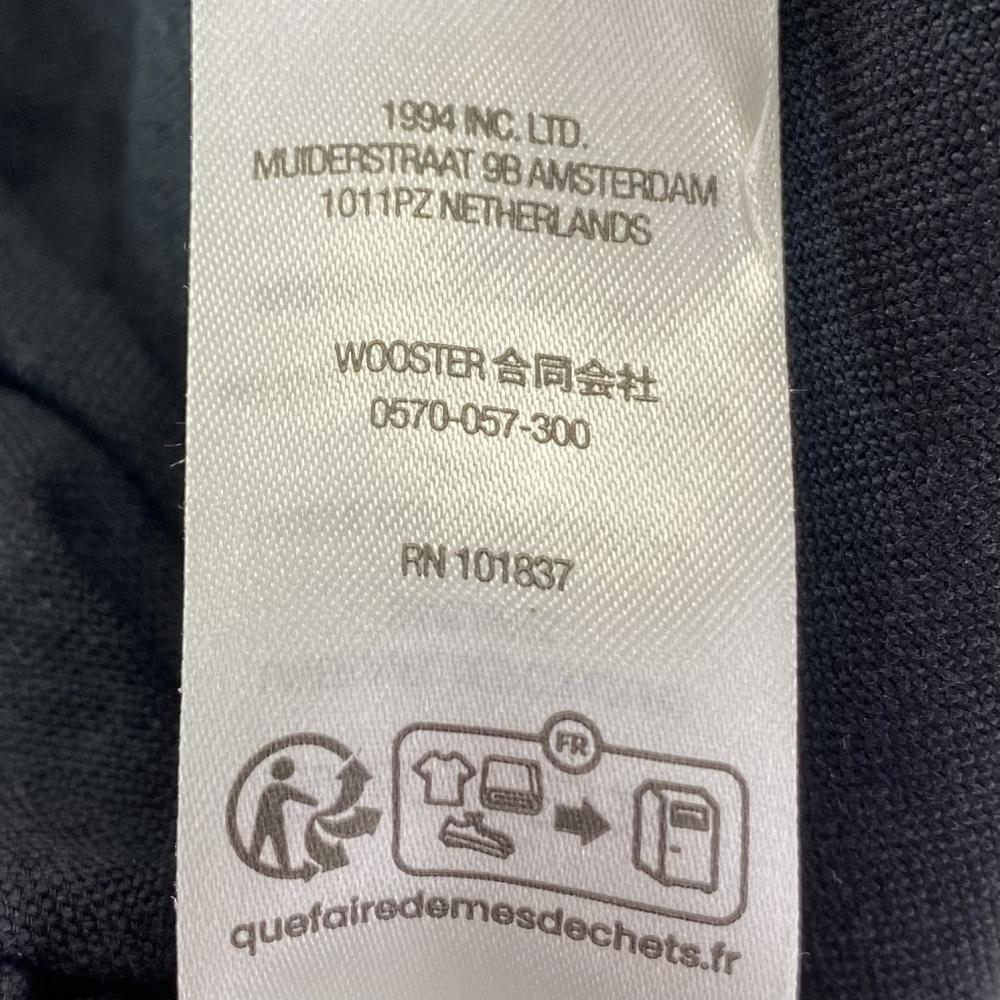 1994 INC. LTD.
MUIDERSTRAAT 9B AMSTERDAM
1011PZ NETHERLANDS
WOOSTER 合同会社
0570-057-300
RN 101837
FR
quefairedemesdechets.fr